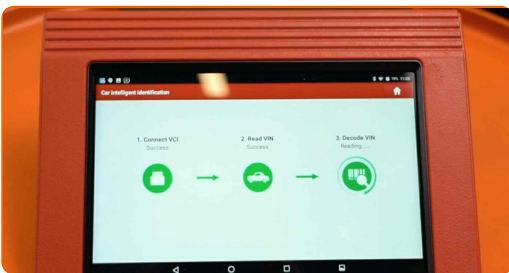 Car Intelligent Identification
1. Connect VCI
Success
2. Read VIN
Success
3. Decode VIN
Reading ...